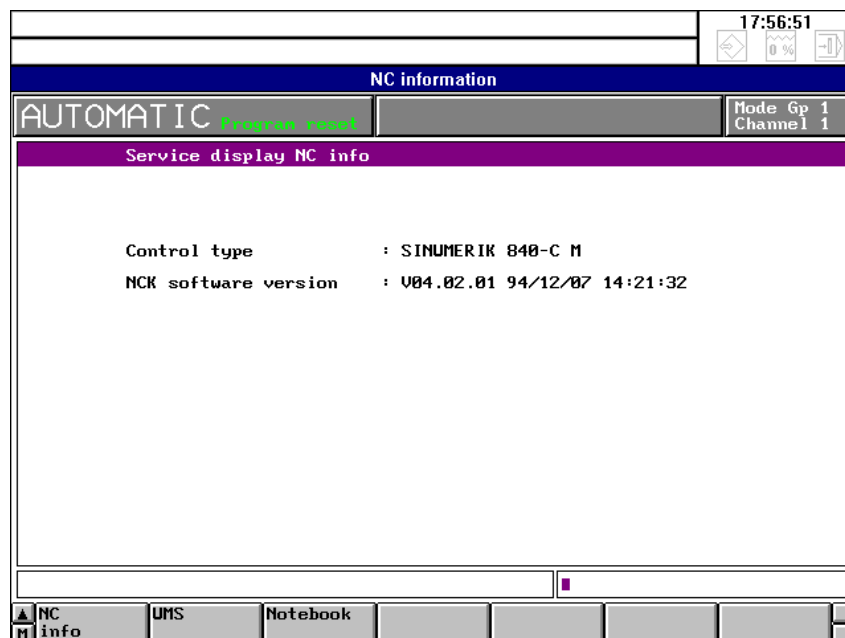 17:56:51
0 %
NC information
AUTOMATIC Program reset
Mode Gp 1
Channel 1
Service display NC info
Control type : SINUMERIK 840-C M
NCK software version : V04.02.01 94/12/07 14:21:32
NC info
UMS
Notebook
M